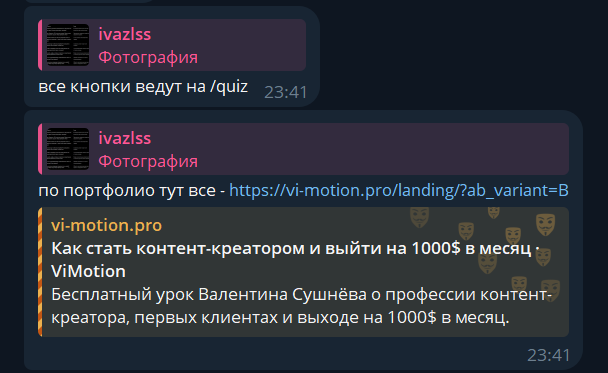 ivazlss
Фотография
все кнопки ведут на /quiz
23:41
ivazlss
Фотография
по портфолио тут все - https://vi-motion.pro/landing/?ab_variant=B
vi-motion.pro
Как стать контент-креатором и выйти на 1000$ в месяц ·
ViMotion
Бесплатный урок Валентина Сушнёва о профессии контент-
креатора, первых клиентах и выходе на 1000$ в месяц.
23:41